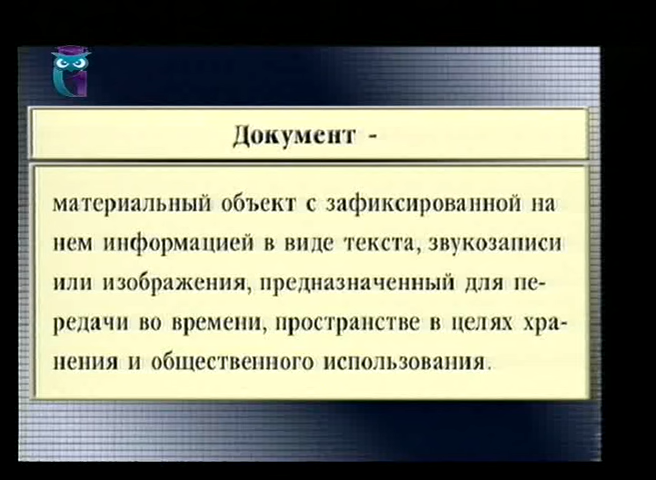 Документ -
материальный объект с зафиксированной на
нем информацией в виде текста, звукозаписи
или изображения, предназначенный для пе-
редачи во времени, пространстве в целях хра-
нения и общественного использования.